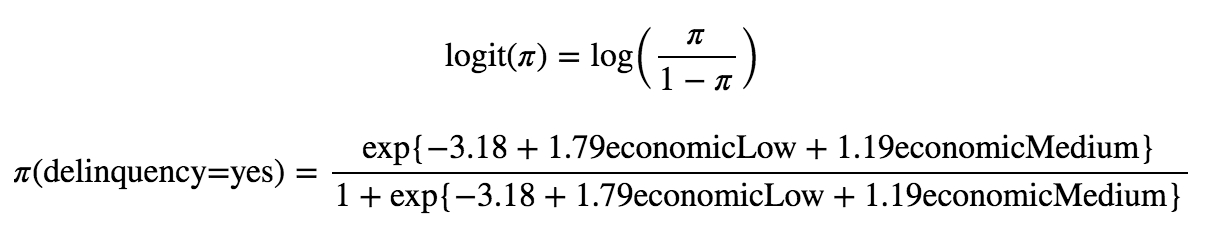 logit(π) = log(π / (1 − π))
π(delinquency=yes) = exp{−3.18 + 1.79economicLow + 1.19economicMedium} / (1 + exp{−3.18 + 1.79economicLow + 1.19economicMedium})